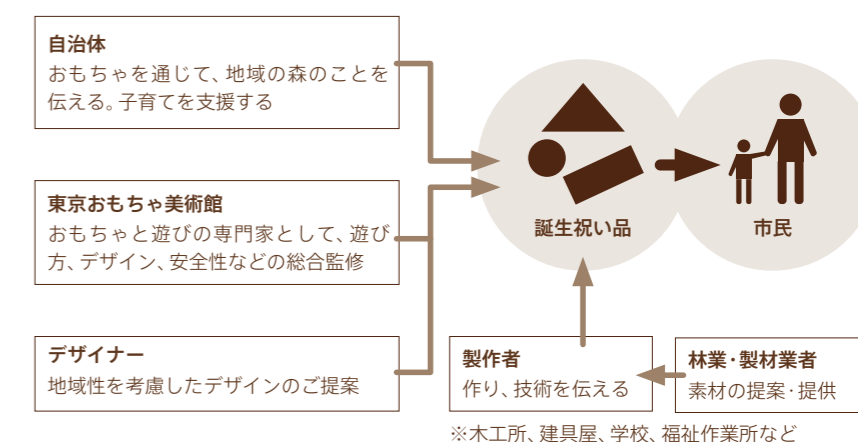 自治体
おもちゃを通じて、地域の森のことを
伝える。子育てを支援する
東京おもちゃ美術館
おもちゃと遊びの専門家として、遊び
方、デザイン、安全性などの総合監修
デザイナー
地域性を考慮したデザインのご提案
誕生祝い品
市民
製作者
作り、技術を伝える
林業・製材業者
素材の提案・提供
※木工所、建具屋、学校、福祉作業所など